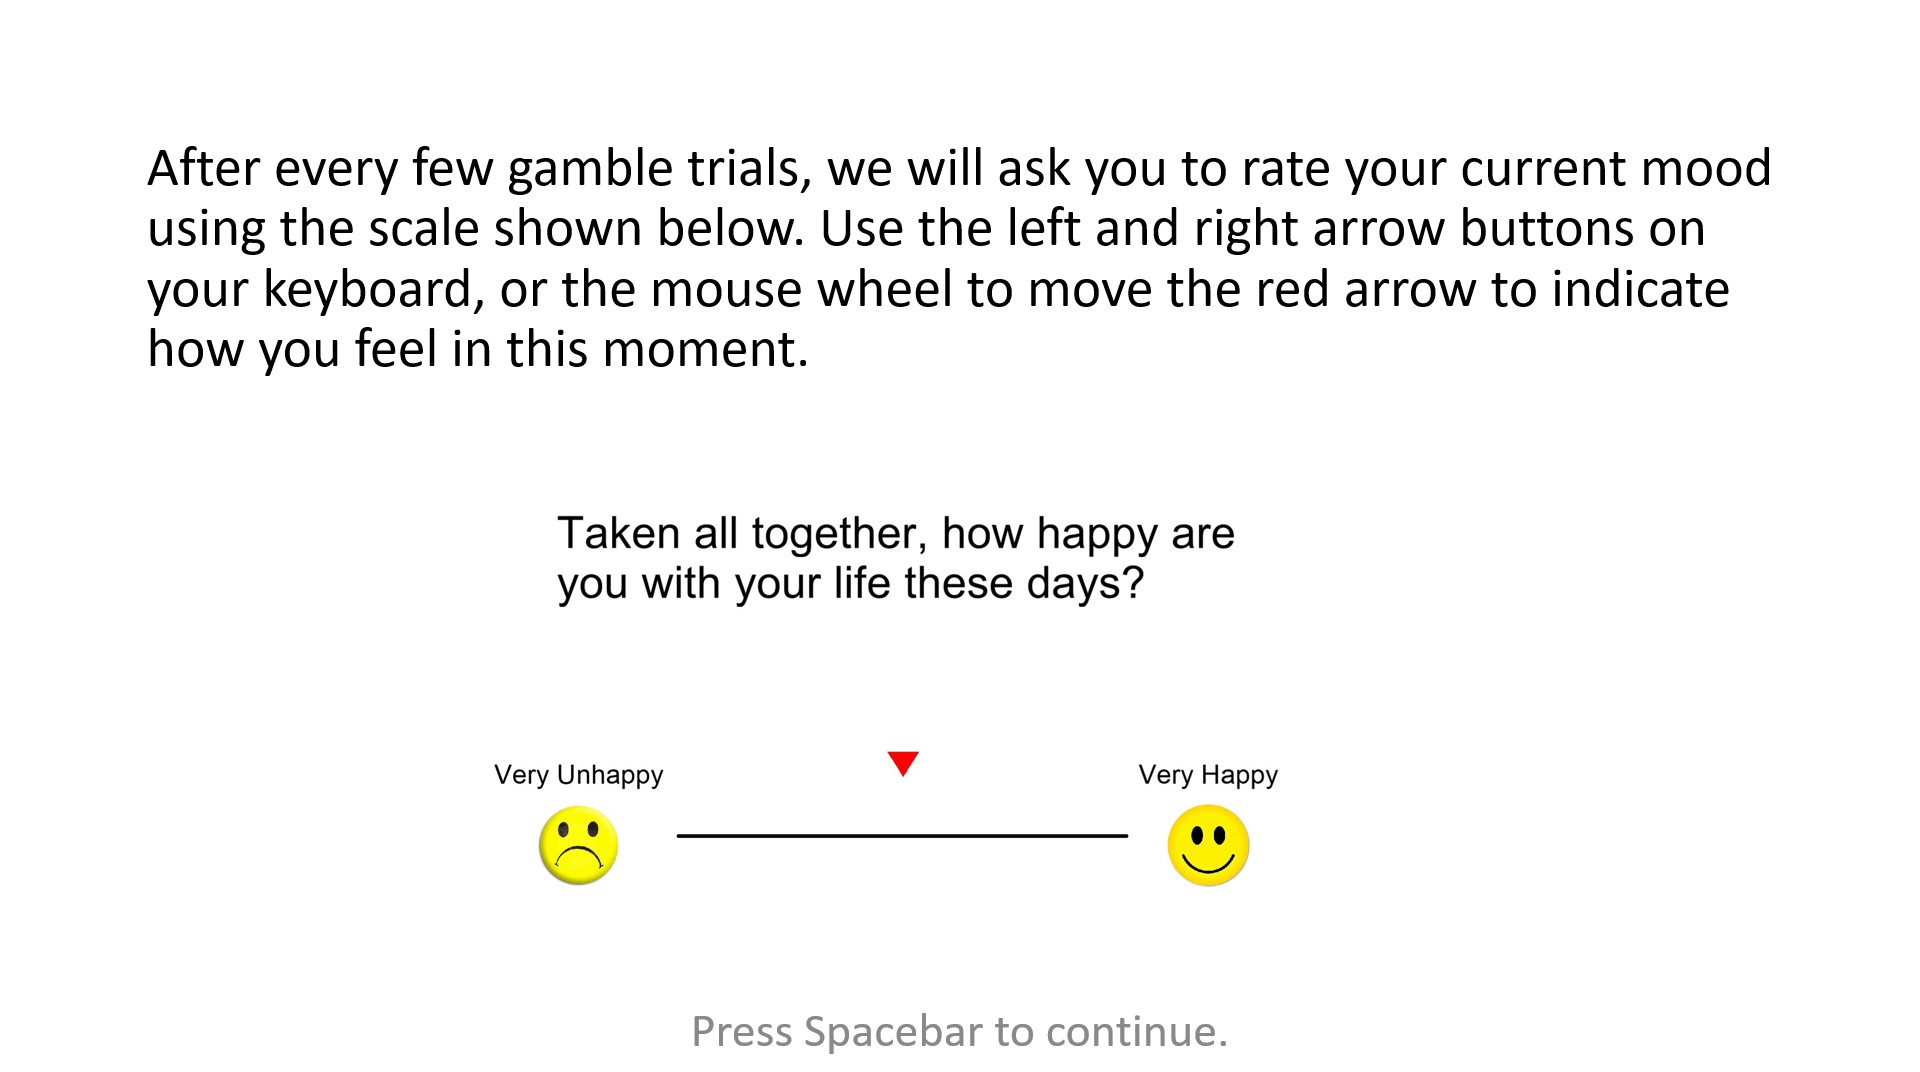 After every few gamble trials, we will ask you to rate your current mood
using the scale shown below. Use the left and right arrow buttons on
your keyboard, or the mouse wheel to move the red arrow to indicate
how you feel in this moment.
Taken all together, how happy are
you with your life these days?
Very Unhappy
Very Happy
Press Spacebar to continue.